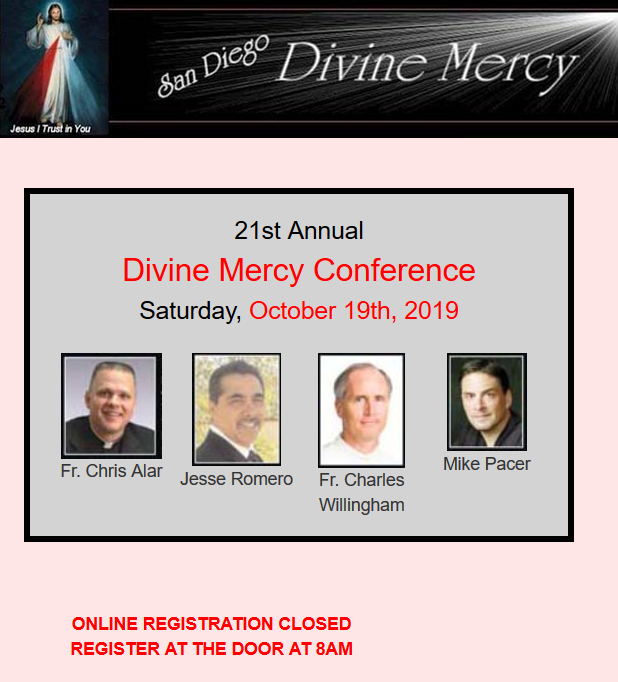 San Diego Divine Mercy
Jesus I Trust in You
21st Annual
Divine Mercy Conference
Saturday, October 19th, 2019
Fr. Chris Alar
Jesse Romero
Fr. Charles
Willingham
Mike Pacer
ONLINE REGISTRATION CLOSED
REGISTER AT THE DOOR AT 8AM